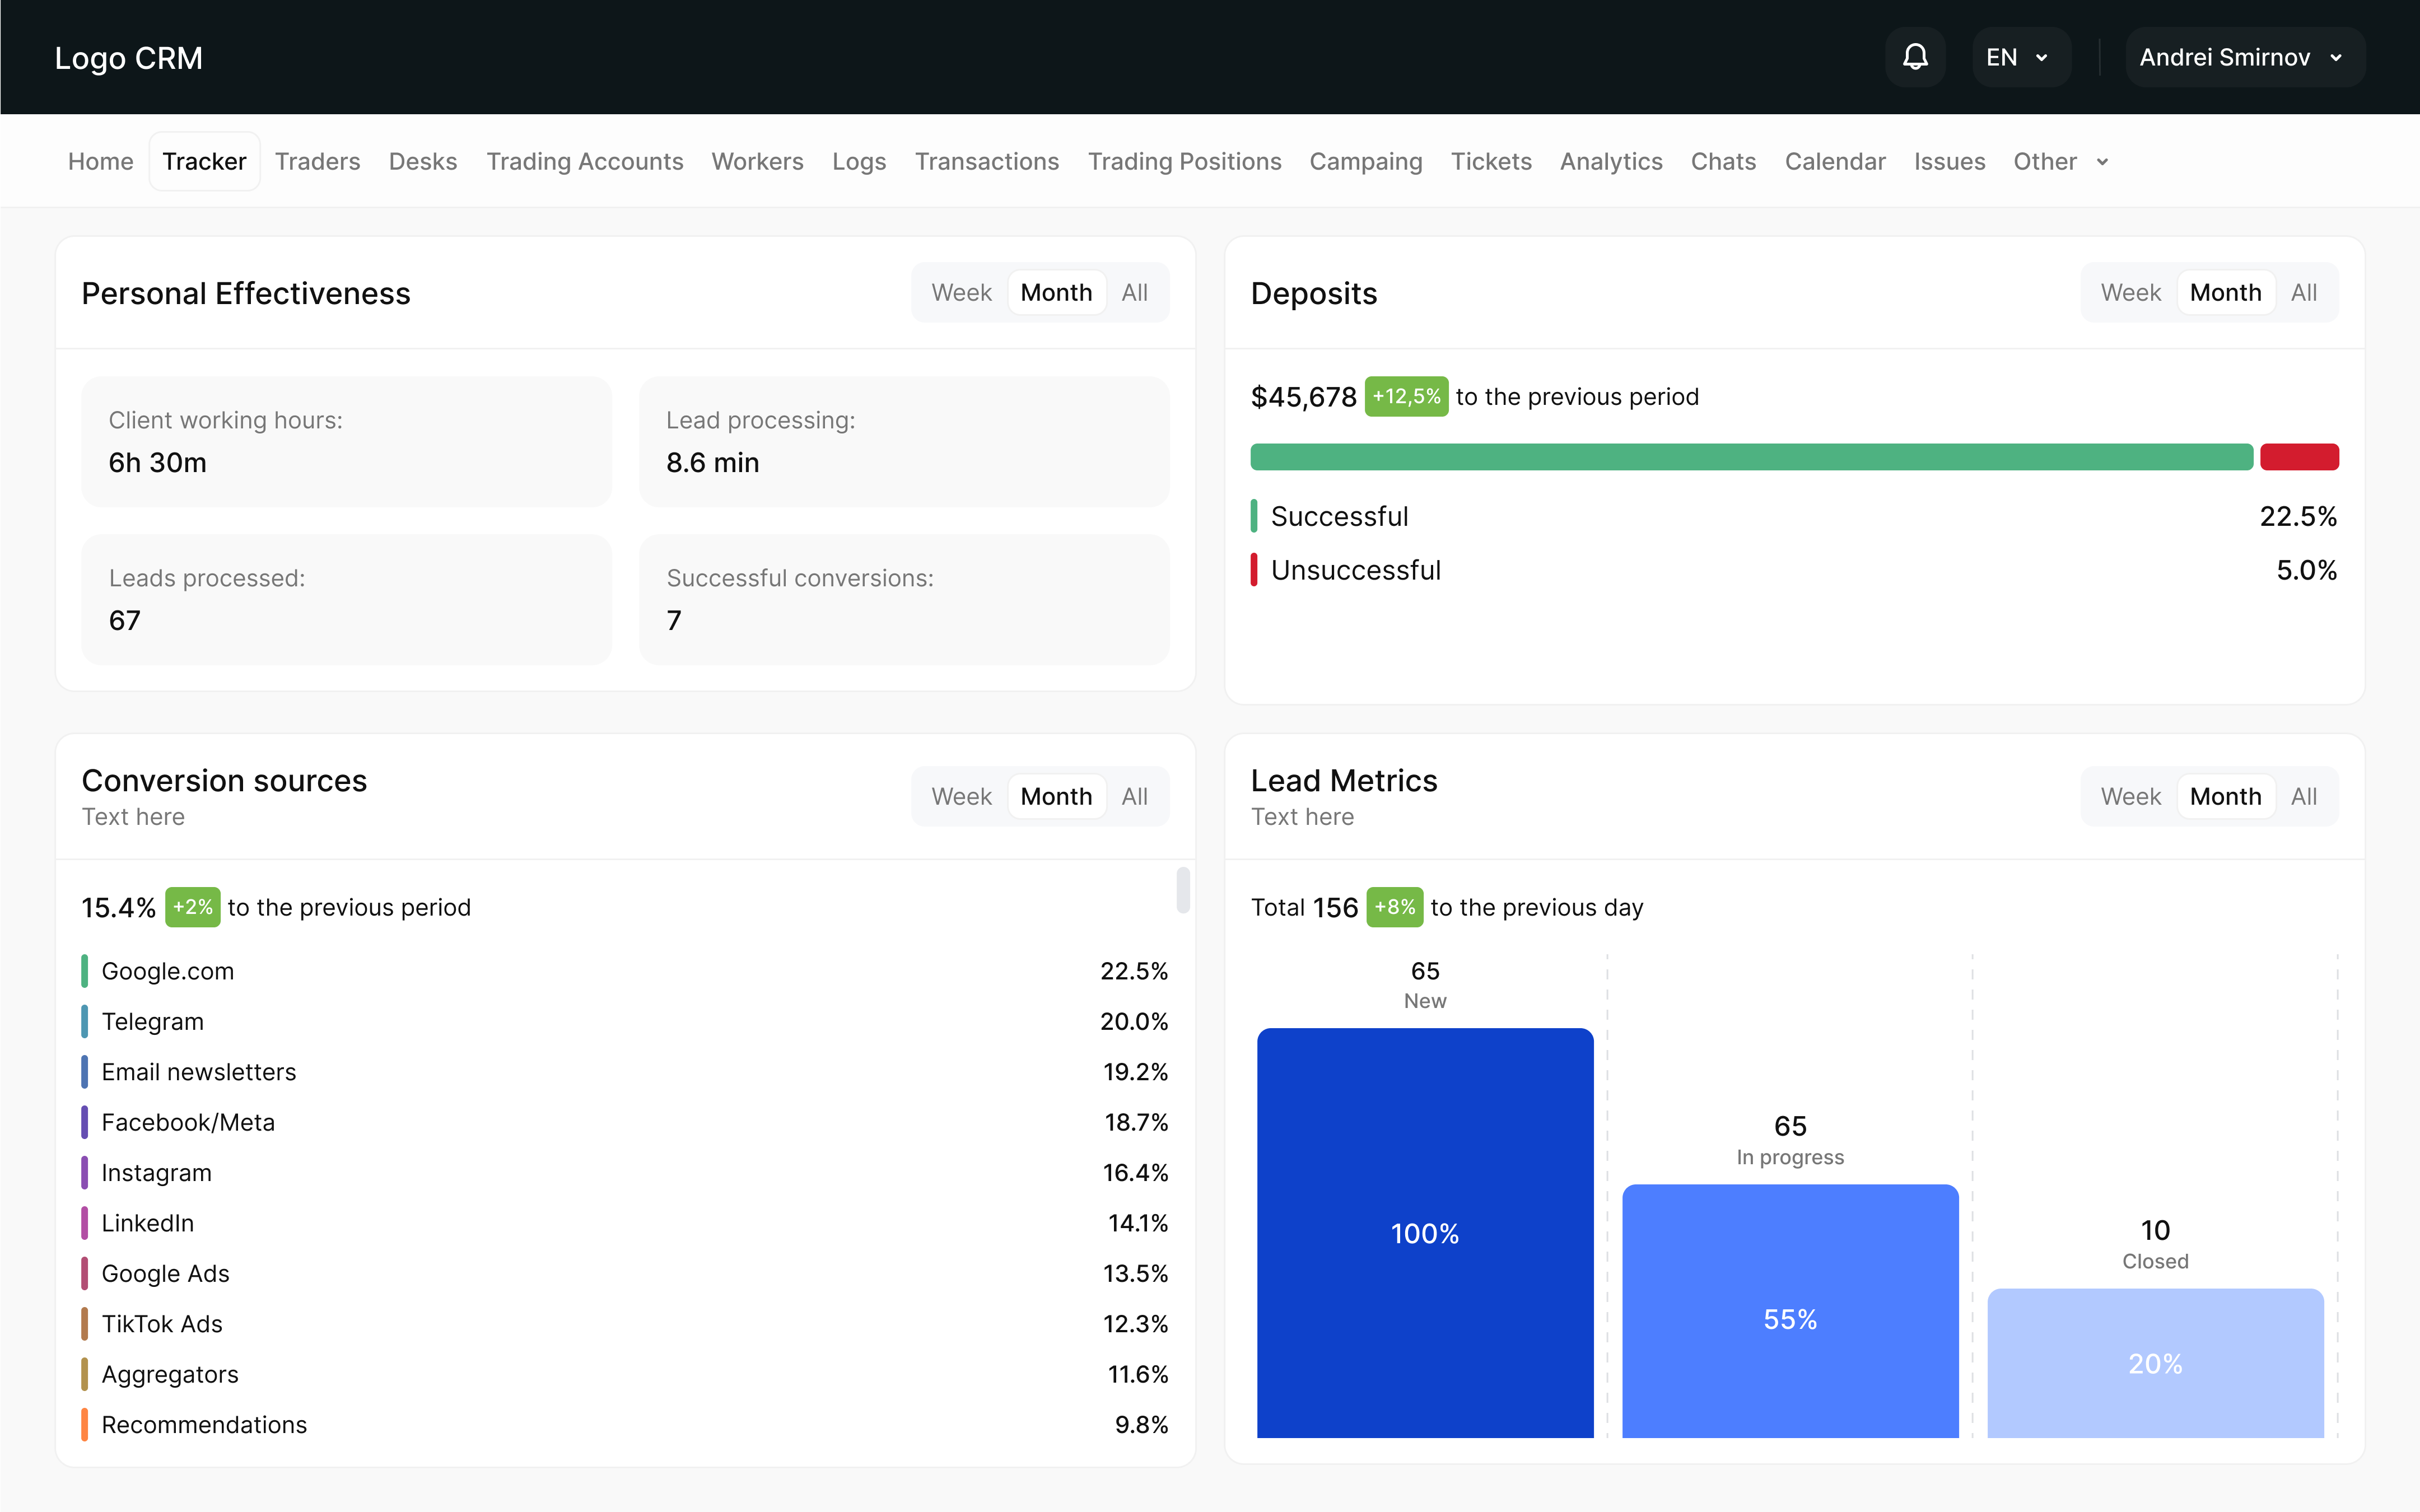 Logo CRM
EN
Andrei Smirnov
Home Tracker Traders Desks Trading Accounts Workers Logs Transactions Trading Positions Campaing Tickets Analytics Chats Calendar Issues Other
Personal Effectiveness
Week Month All
Client working hours:
6h 30m
Lead processing:
8.6 min
Leads processed:
67
Successful conversions:
7
Deposits
Week Month All
$45,678 +12,5% to the previous period
Successful 22.5%
Unsuccessful 5.0%
Conversion sources
Text here
Week Month All
15.4% +2% to the previous period
Google.com 22.5%
Telegram 20.0%
Email newsletters 19.2%
Facebook/Meta 18.7%
Instagram 16.4%
LinkedIn 14.1%
Google Ads 13.5%
TikTok Ads 12.3%
Aggregators 11.6%
Recommendations 9.8%
Lead Metrics
Text here
Week Month All
Total 156 +8% to the previous day
65
New
100%
65
In progress
55%
10
Closed
20%